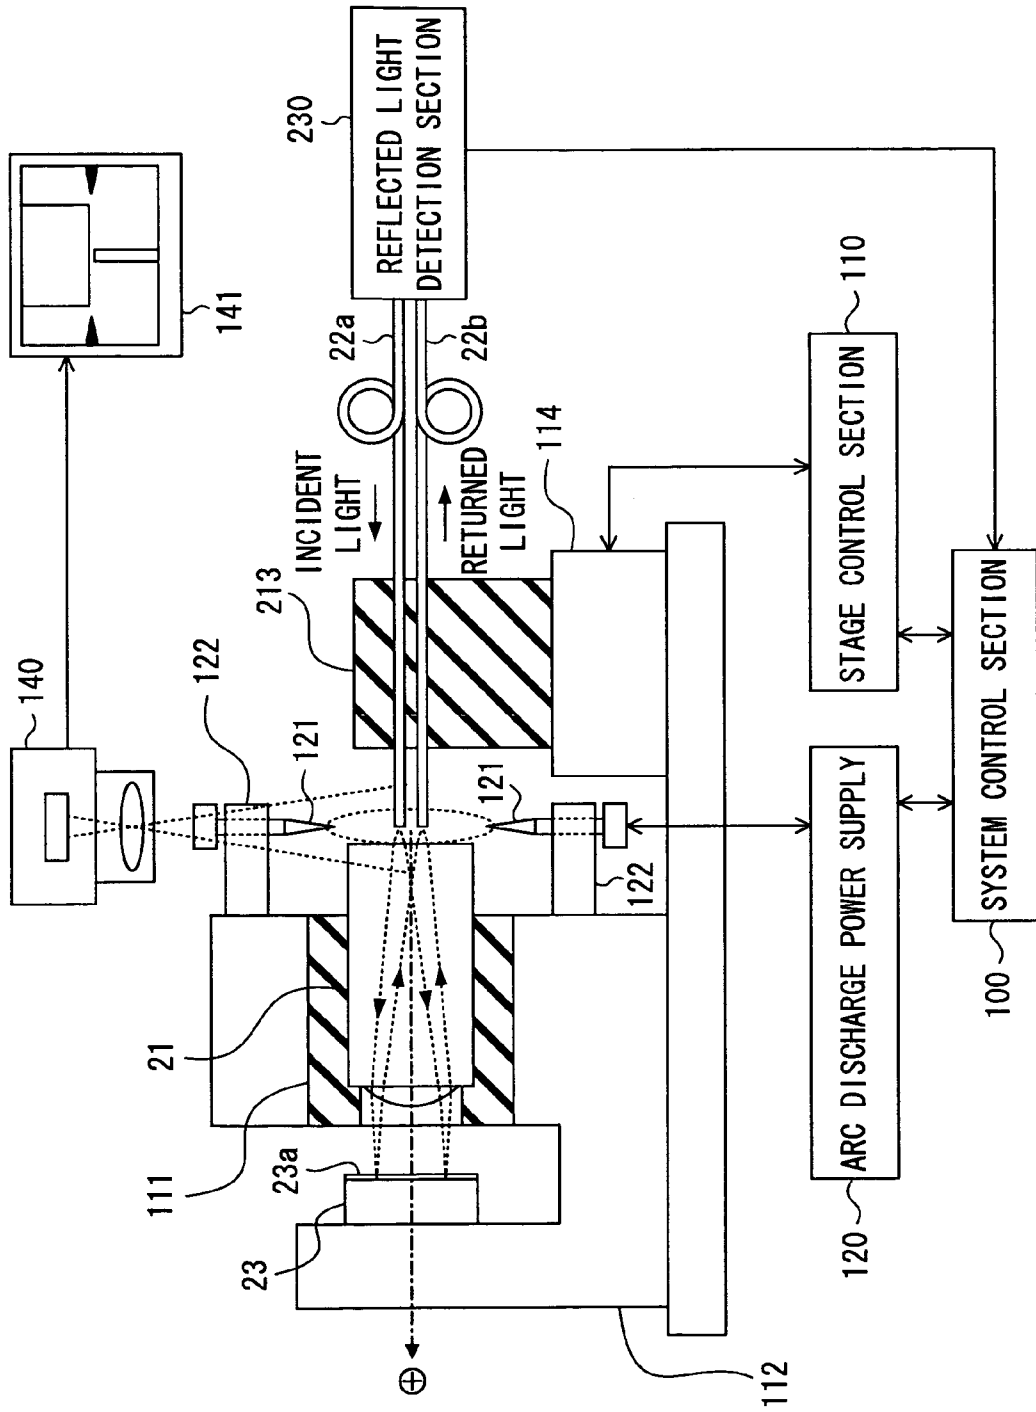 140
141
122
121
213
INCIDENT
LIGHT
22a
230
REFLECTED LIGHT
DETECTION SECTION
22b
RETURNED
LIGHT
114
110
STAGE CONTROL SECTION
111
21
23
23a
121
122
112
120
ARC DISCHARGE POWER SUPPLY
100
SYSTEM CONTROL SECTION